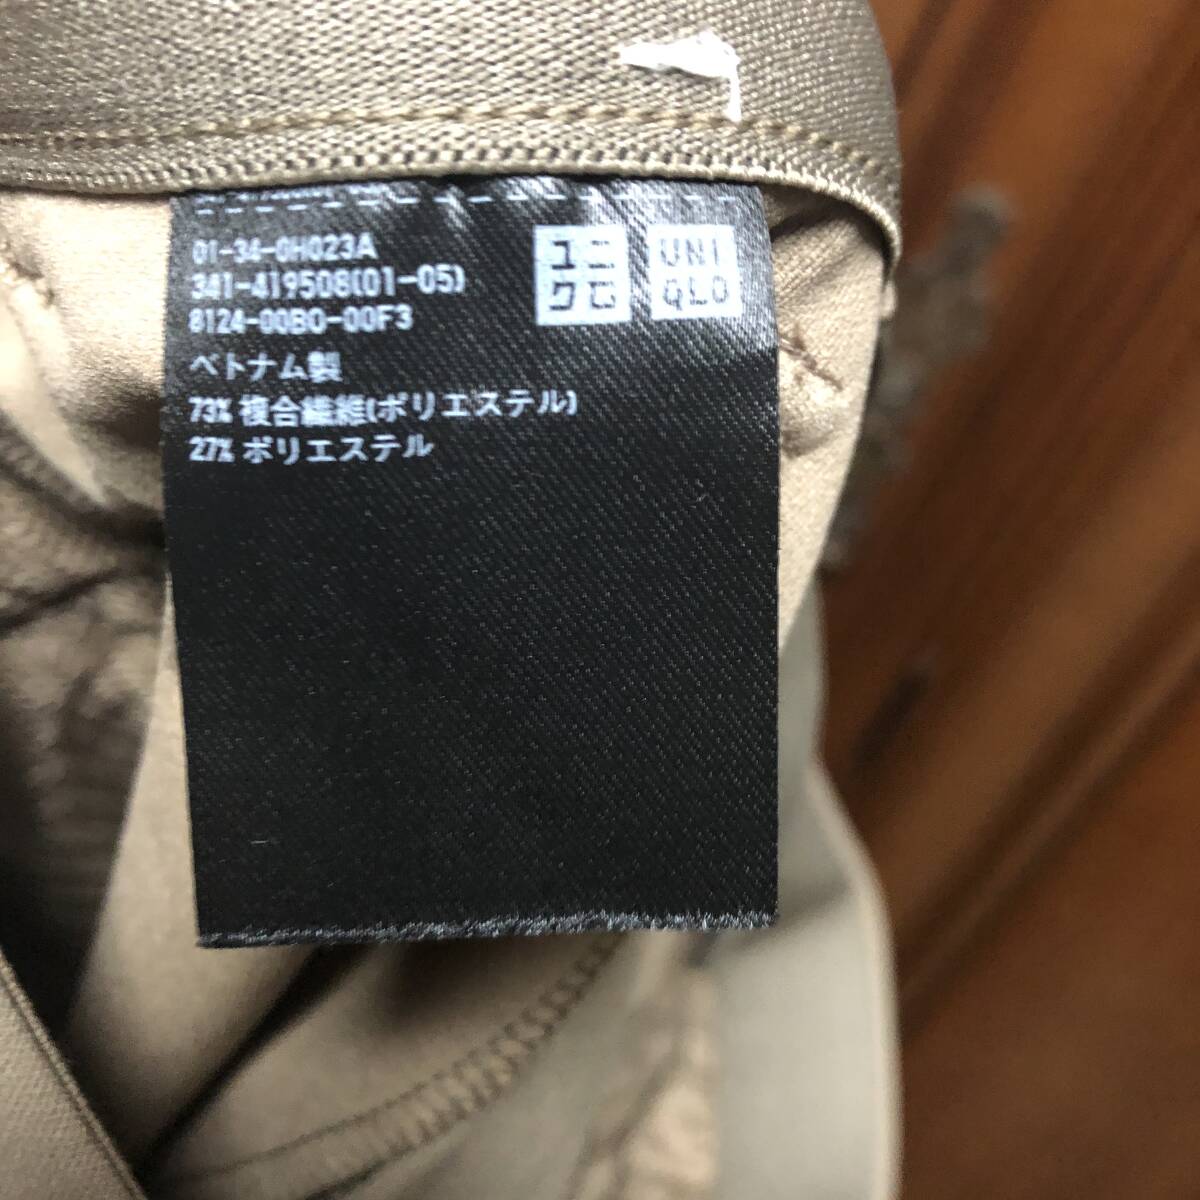 01-34-0H023A
341-419508(01-05)
8124-00B0-00F3
ベトナム製
73% 複合繊維(ポリエステル)
27% ポリエステル
ユニ
クロ
UNI
QLO